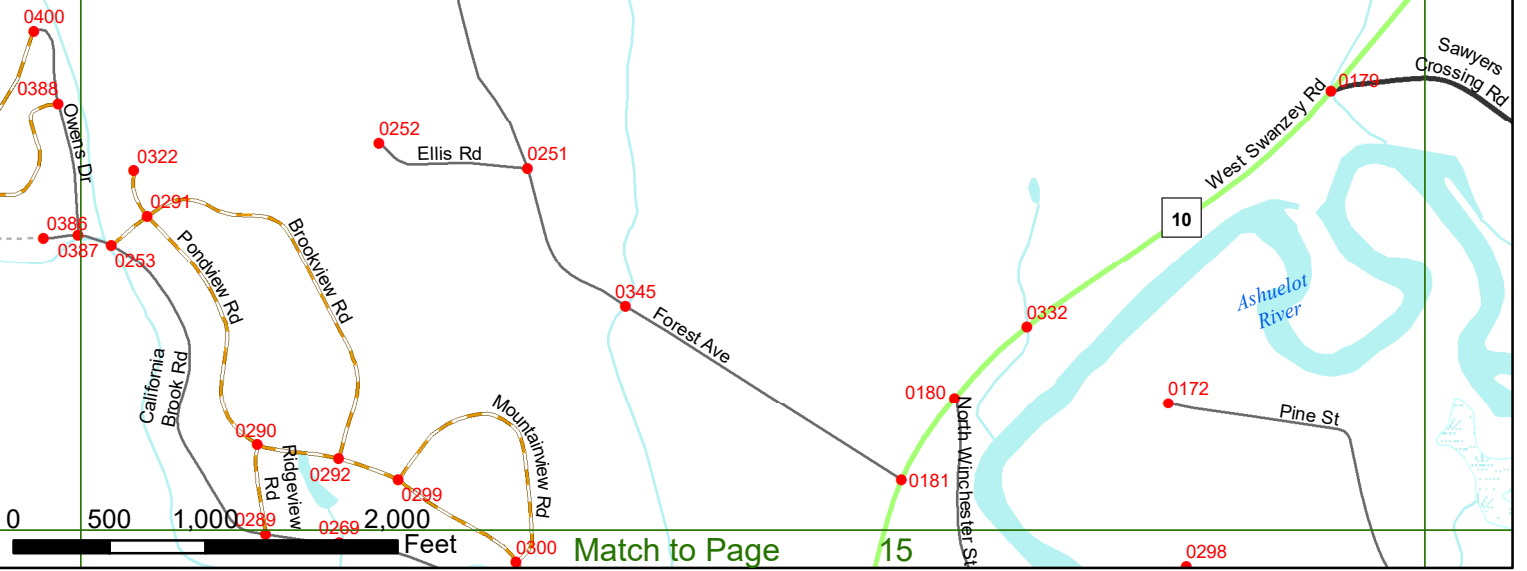 0400
Sawyers
Crossing Rd
0179
0388
Owens Dr
West Swanzey Rd
0252
Ellis Rd
0251
0322
0291
10
0386
0387
0253
Pondview Rd
Brookview Rd
Ashuelot
River
0345
Forest Ave
0332
California
Brook Rd
0180
0172
North Winchester St
Pine St
Mountainview Rd
0290
Ridgeview
Rd
0292
0299
0181
0289
0269
0 500 1,000 2,000
Feet
0300
Match to Page 15
0298